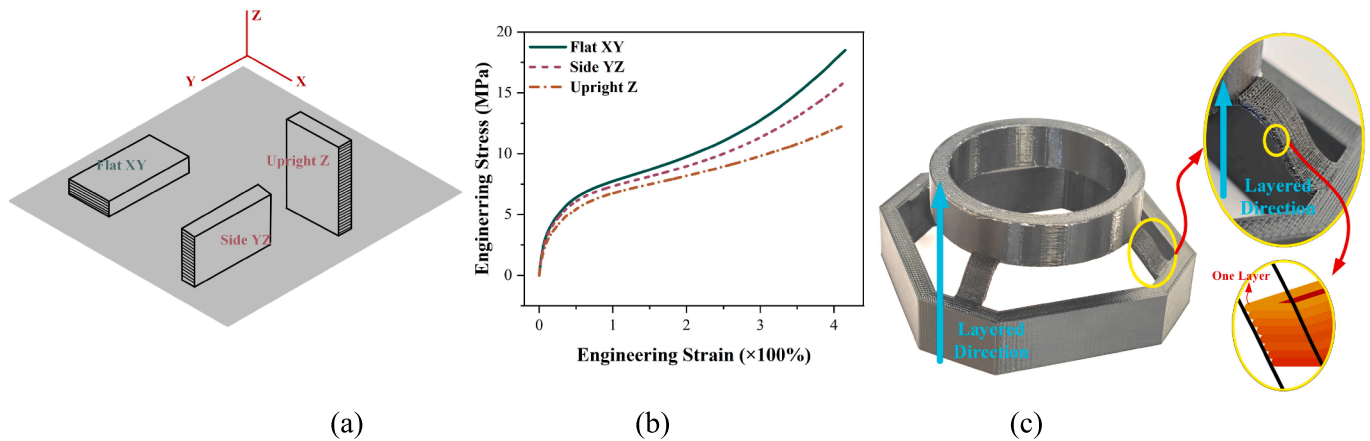 Z
Y
X
Flat XY
Upright Z
Side YZ
(a)
Enginerring Stress (MPa)
20
15
10
5
0
Flat XY
Side YZ
Upright Z
0
1
2
3
4
Engineering Strain (×100%)
(b)
Layered
Direction
Layered
Direction
One Layer
(c)